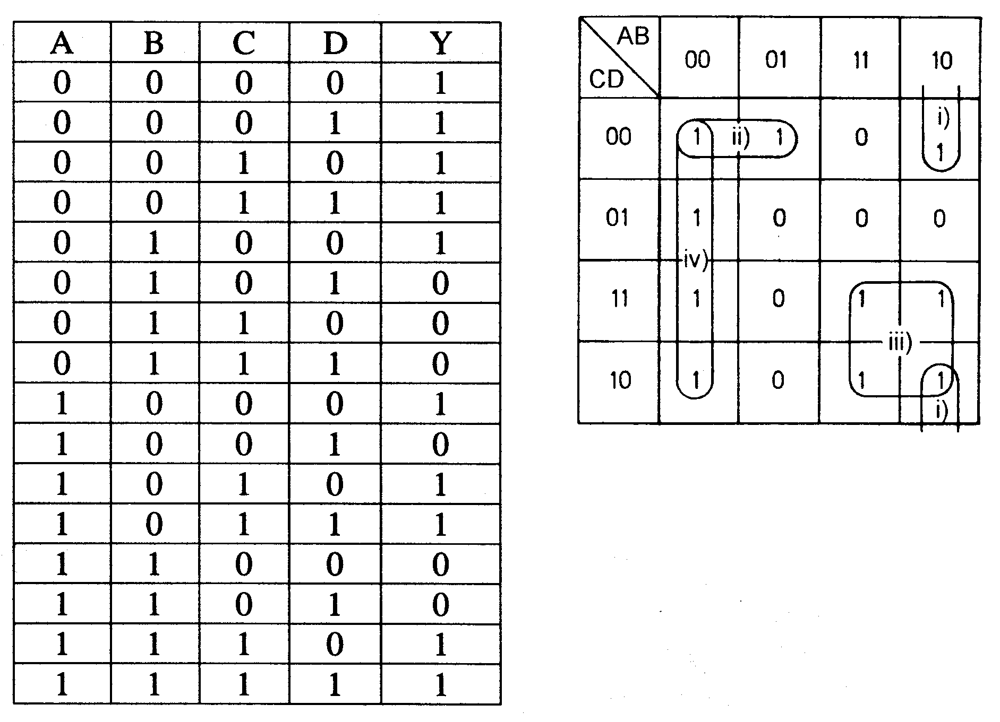 A B C D Y
0 0 0 0 1
0 0 0 1 1
0 0 1 0 1
0 0 1 1 1
0 1 0 0 1
0 1 0 1 0
0 1 1 0 0
0 1 1 1 0
1 0 0 0 1
1 0 0 1 0
1 0 1 0 1
1 0 1 1 1
1 1 0 0 0
1 1 0 1 0
1 1 1 0 1
1 1 1 1 1
AB
CD
00 01 11 10
i)
00 1 ii) 1 0 1
01 1 0 0 0
iv)
11 1 0 1 1
iii)
10 1 0 1 1
i)